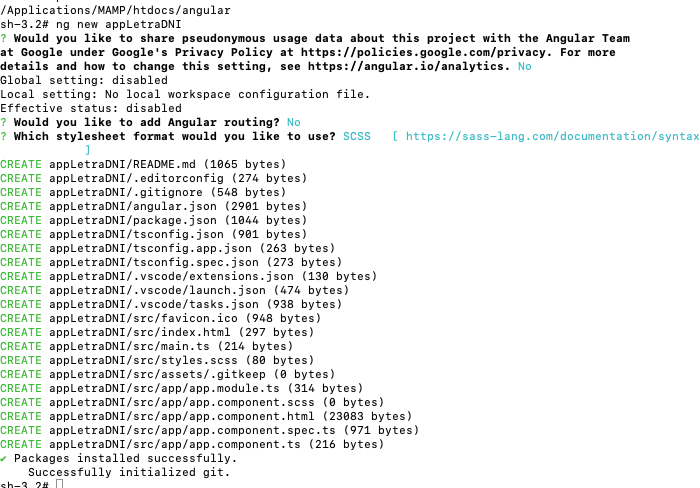 /Applications/MAMP/htdocs/angular
sh-3.2# ng new appLetraDNI
? Would you like to share pseudonymous usage data about this project with the Angular Team
at Google under Google's Privacy Policy at https://policies.google.com/privacy. For more
details and how to change this setting, see https://angular.io/analytics. No
Global setting: disabled
Local setting: No local workspace configuration file.
Effective status: disabled
? Would you like to add Angular routing? No
? Which stylesheet format would you like to use? SCSS   [ https://sass-lang.com/documentation/syntax
]
CREATE appLetraDNI/README.md (1065 bytes)
CREATE appLetraDNI/.editorconfig (274 bytes)
CREATE appLetraDNI/.gitignore (548 bytes)
CREATE appLetraDNI/angular.json (2901 bytes)
CREATE appLetraDNI/package.json (1044 bytes)
CREATE appLetraDNI/tsconfig.json (901 bytes)
CREATE appLetraDNI/tsconfig.app.json (263 bytes)
CREATE appLetraDNI/tsconfig.spec.json (273 bytes)
CREATE appLetraDNI/.vscode/extensions.json (130 bytes)
CREATE appLetraDNI/.vscode/launch.json (474 bytes)
CREATE appLetraDNI/.vscode/tasks.json (938 bytes)
CREATE appLetraDNI/src/favicon.ico (948 bytes)
CREATE appLetraDNI/src/index.html (297 bytes)
CREATE appLetraDNI/src/main.ts (214 bytes)
CREATE appLetraDNI/src/styles.scss (80 bytes)
CREATE appLetraDNI/src/assets/.gitkeep (0 bytes)
CREATE appLetraDNI/src/app/app.module.ts (314 bytes)
CREATE appLetraDNI/src/app/app.component.scss (0 bytes)
CREATE appLetraDNI/src/app/app.component.html (23083 bytes)
CREATE appLetraDNI/src/app/app.component.spec.ts (971 bytes)
CREATE appLetraDNI/src/app/app.component.ts (216 bytes)
✔ Packages installed successfully.
Successfully initialized git.
sh-3.2#